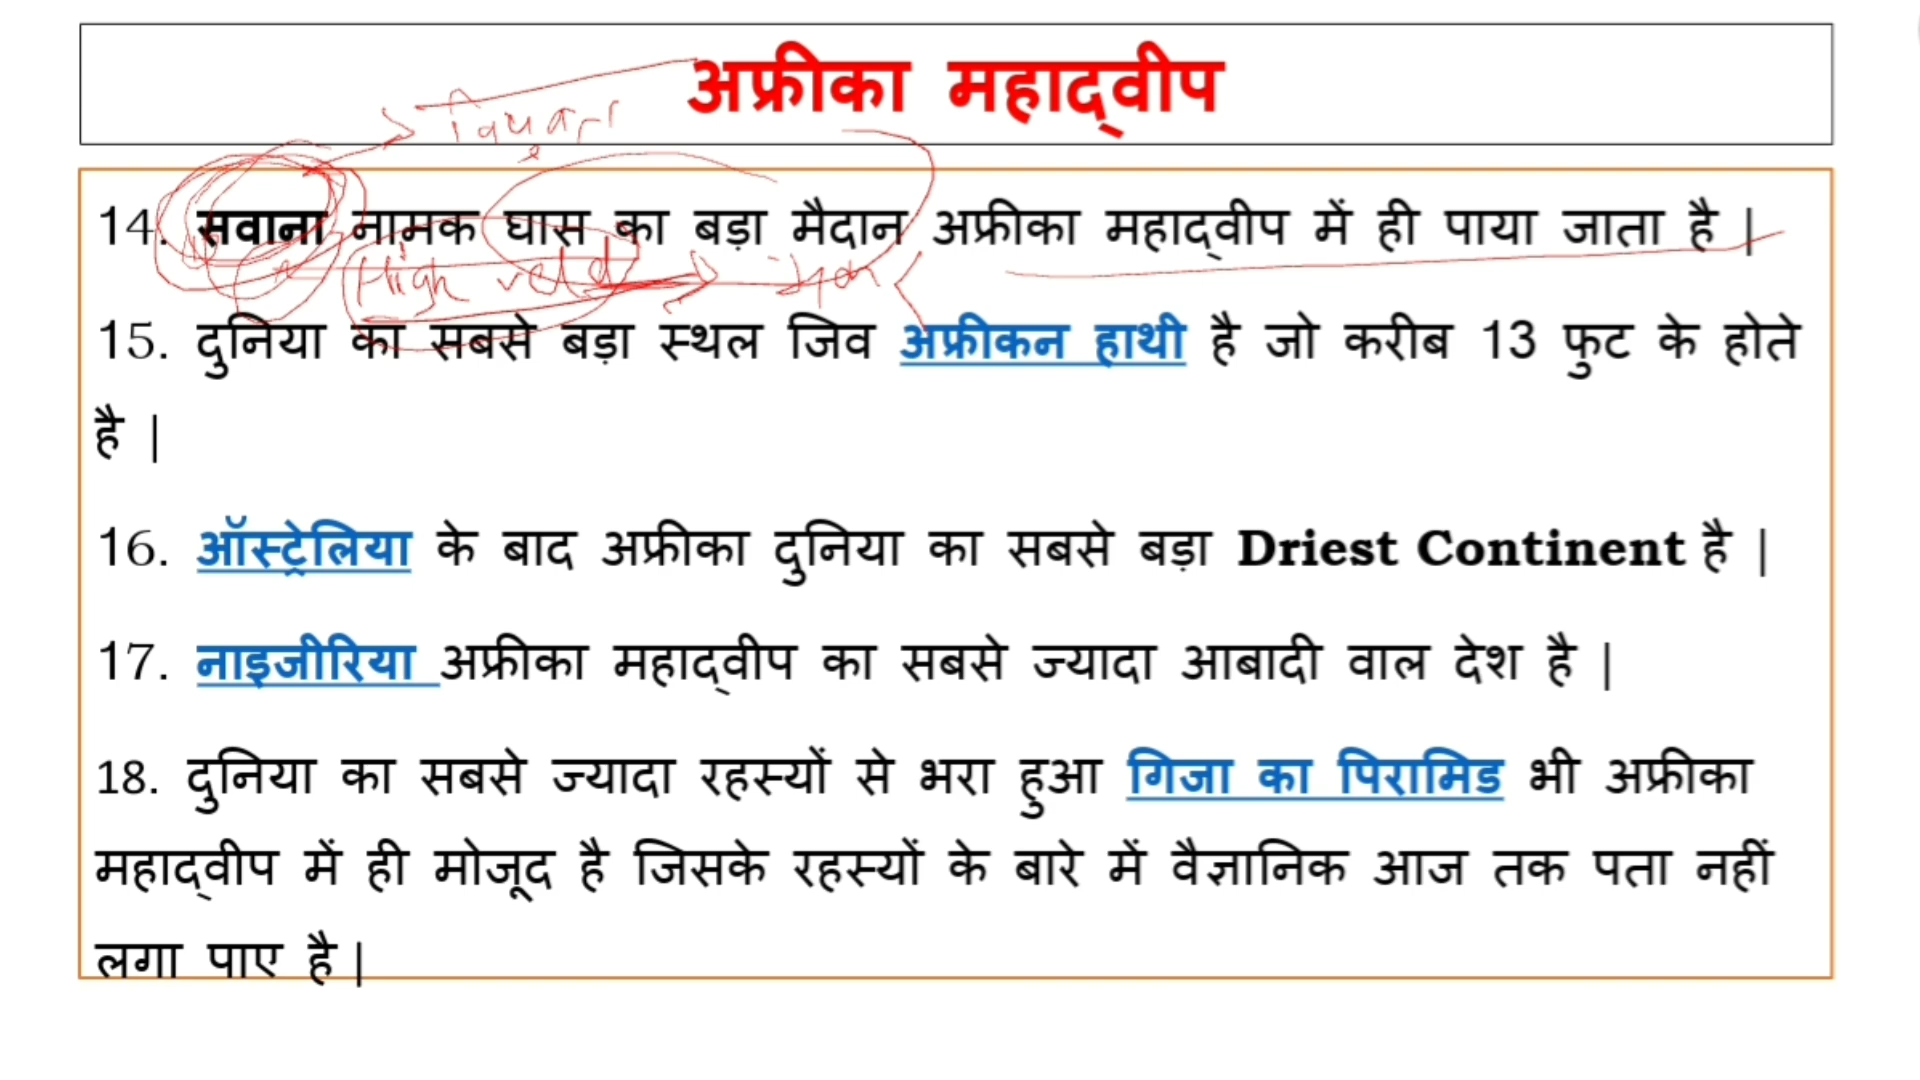 अफ्रीका महाद्वीप
14. सवाना नामक घास का बड़ा मैदान अफ्रीका महाद्वीप में ही पाया जाता है |
High veld
15. दुनिया का सबसे बड़ा स्थल जिव अफ्रीकन हाथी है जो करीब 13 फुट के होते
है |
16. ऑस्ट्रेलिया के बाद अफ्रीका दुनिया का सबसे बड़ा Driest Continent है |
17. नाइजीरिया अफ्रीका महाद्वीप का सबसे ज्यादा आबादी वाल देश है |
18. दुनिया का सबसे ज्यादा रहस्यों से भरा हुआ गिजा का पिरामिड भी अफ्रीका
महाद्वीप में ही मोजूद है जिसके रहस्यों के बारे में वैज्ञानिक आज तक पता नहीं
लगा पाए है |